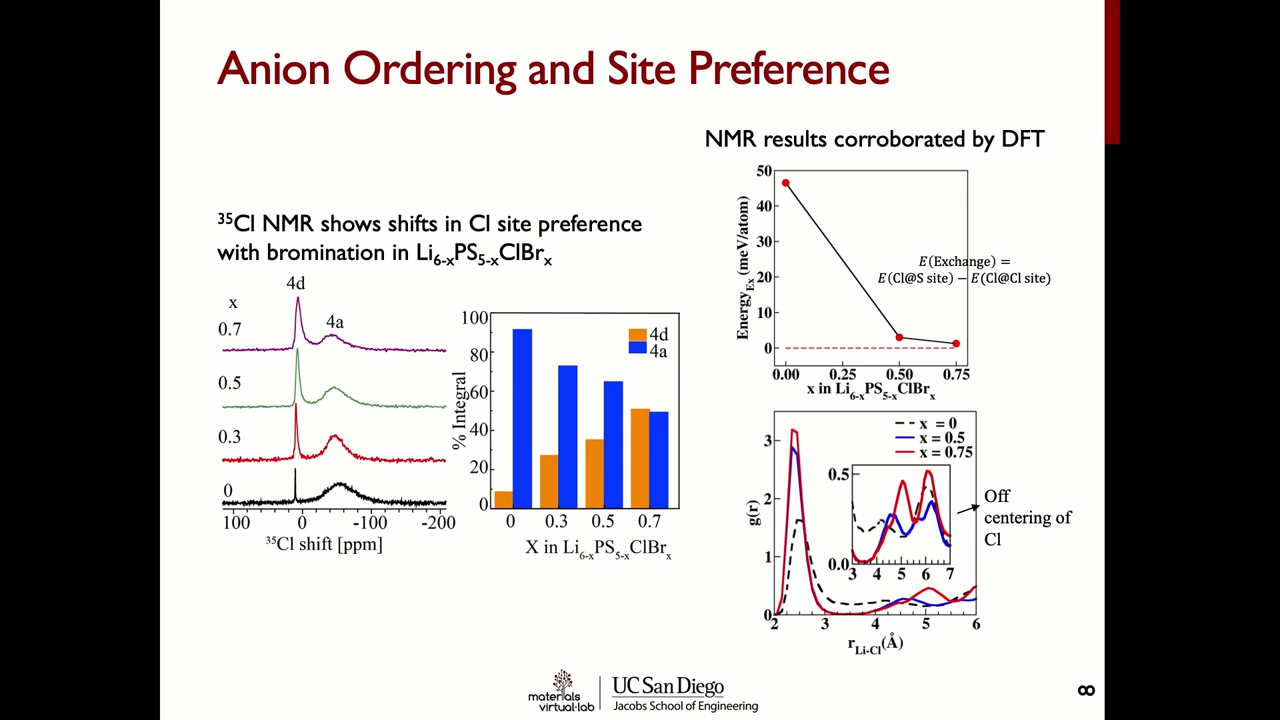 Anion Ordering and Site Preference
NMR results corroborated by DFT
³⁵Cl NMR shows shifts in Cl site preference
with bromination in Li₆₋ₓPS₅₋ₓClBrₓ
4d
x
0.7
4a
0.5
0.3
0
100 0 -100 -200
³⁵Cl shift [ppm]
% Integral
100
80
60
40
20
0
4d
4a
0 0.3 0.5 0.7
X in Li₆₋ₓPS₅₋ₓClBrₓ
Energy_Ex (meV/atom)
50
40
30
20
10
0
E(Exchange) =
E(Cl@S site) − E(Cl@Cl site)
0.00 0.25 0.50 0.75
x in Li₆₋ₓPS₅₋ₓClBrₓ
g(r)
3
2
1
0
x = 0
x = 0.5
x = 0.75
0.5
0.0
3 4 5 6 7
Off
centering of
Cl
2 3 4 5 6
r_Li-Cl(Å)
materials
virtual·lab
UC San Diego
Jacobs School of Engineering
8